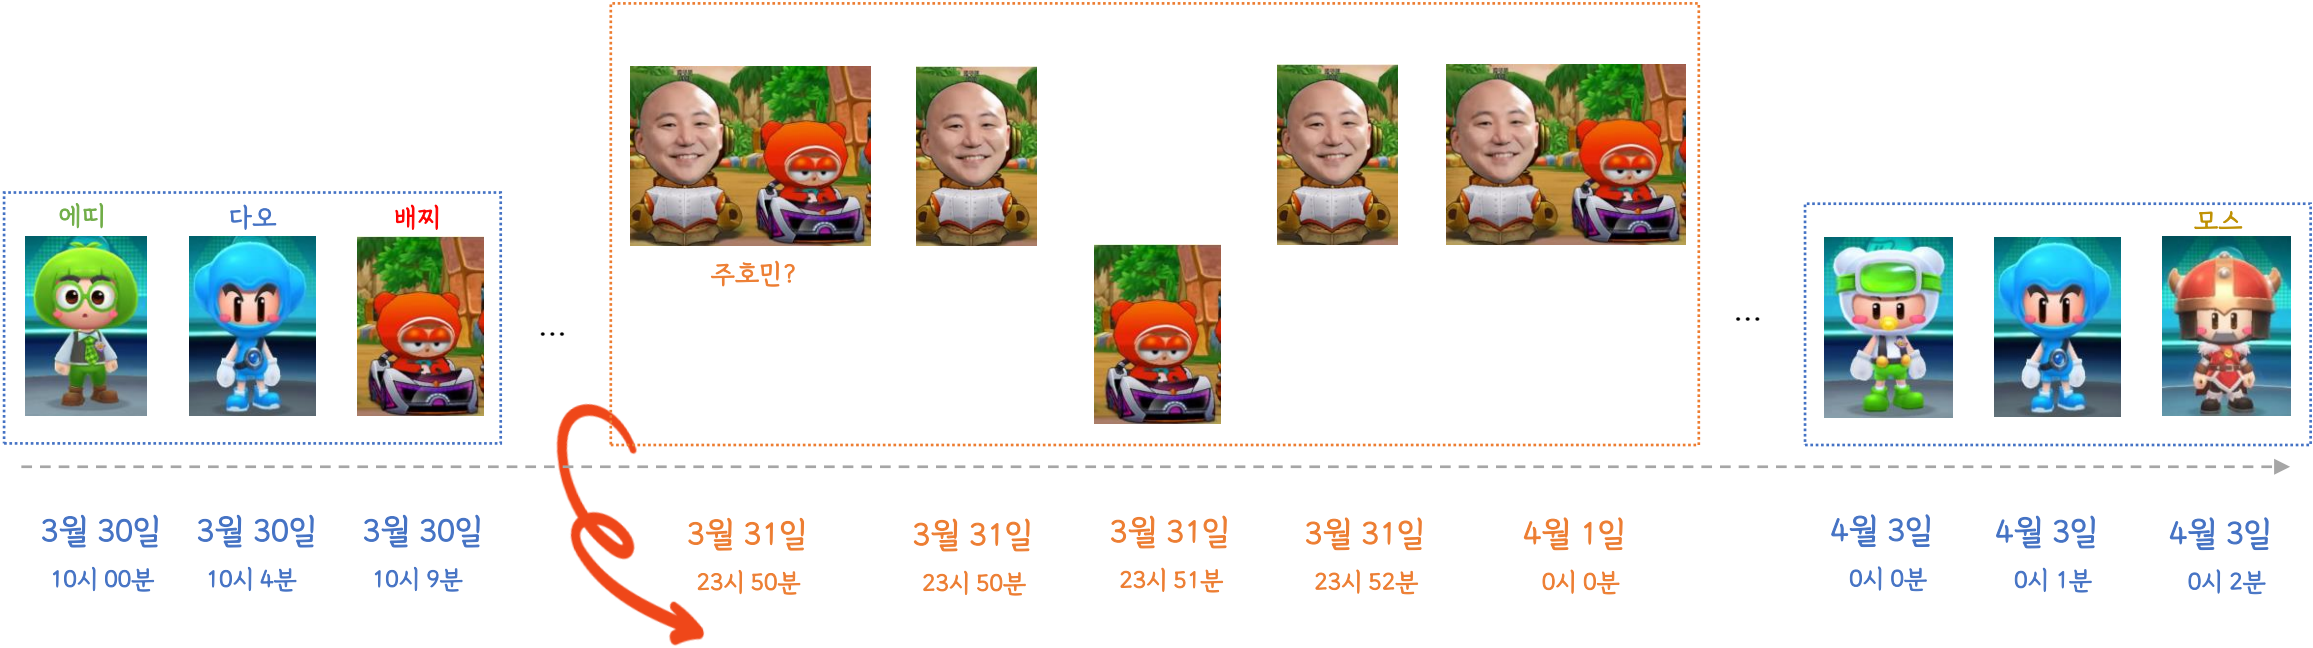 에띠
다오
배찌
...
주호민?
...
모스
3월 30일
10시 00분
3월 30일
10시 4분
3월 30일
10시 9분
3월 31일
23시 50분
3월 31일
23시 50분
3월 31일
23시 51분
3월 31일
23시 52분
4월 1일
0시 0분
4월 3일
0시 0분
4월 3일
0시 1분
4월 3일
0시 2분